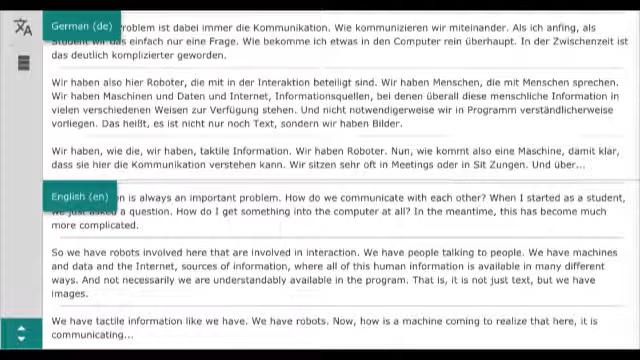 German (de)
roblem ist dabei immer die Kommunikation. Wie kommunizieren wir miteinander. Als ich anfing, als
Student wir das einfach nur eine Frage. Wie bekomme ich etwas in den Computer rein überhaupt. In der Zwischenzeit ist
das deutlich komplizierter geworden.
Wir haben also hier Roboter, die mit in der Interaktion beteiligt sind. Wir haben Menschen, die mit Menschen sprechen.
Wir haben Maschinen und Daten und Internet, Informationsquellen, bei denen überall diese menschliche Information in
vielen verschiedenen Weisen zur Verfügung stehen. Und nicht notwendigerweise wir in Programm verständlicherweise
vorliegen. Das heißt, es ist nicht nur noch Text, sondern wir haben Bilder.
Wir haben, wie die, wir haben, taktile Information. Wir haben Roboter. Nun, wie kommt also eine Maschine, damit klar,
dass sie hier die Kommunikation verstehen kann. Wir sitzen sehr oft in Meetings oder in Sit Zungen. Und über...
English (en)
n is always an important problem. How do we communicate with each other? When I started as a student,
we just asked a question. How do I get something into the computer at all? In the meantime, this has become much
more complicated.
So we have robots involved here that are involved in interaction. We have people talking to people. We have machines
and data and the Internet, sources of information, where all of this human information is available in many different
ways. And not necessarily we are understandably available in the program. That is, it is not just text, but we have
images.
We have tactile information like we have. We have robots. Now, how is a machine coming to realize that here, it is
communicating...